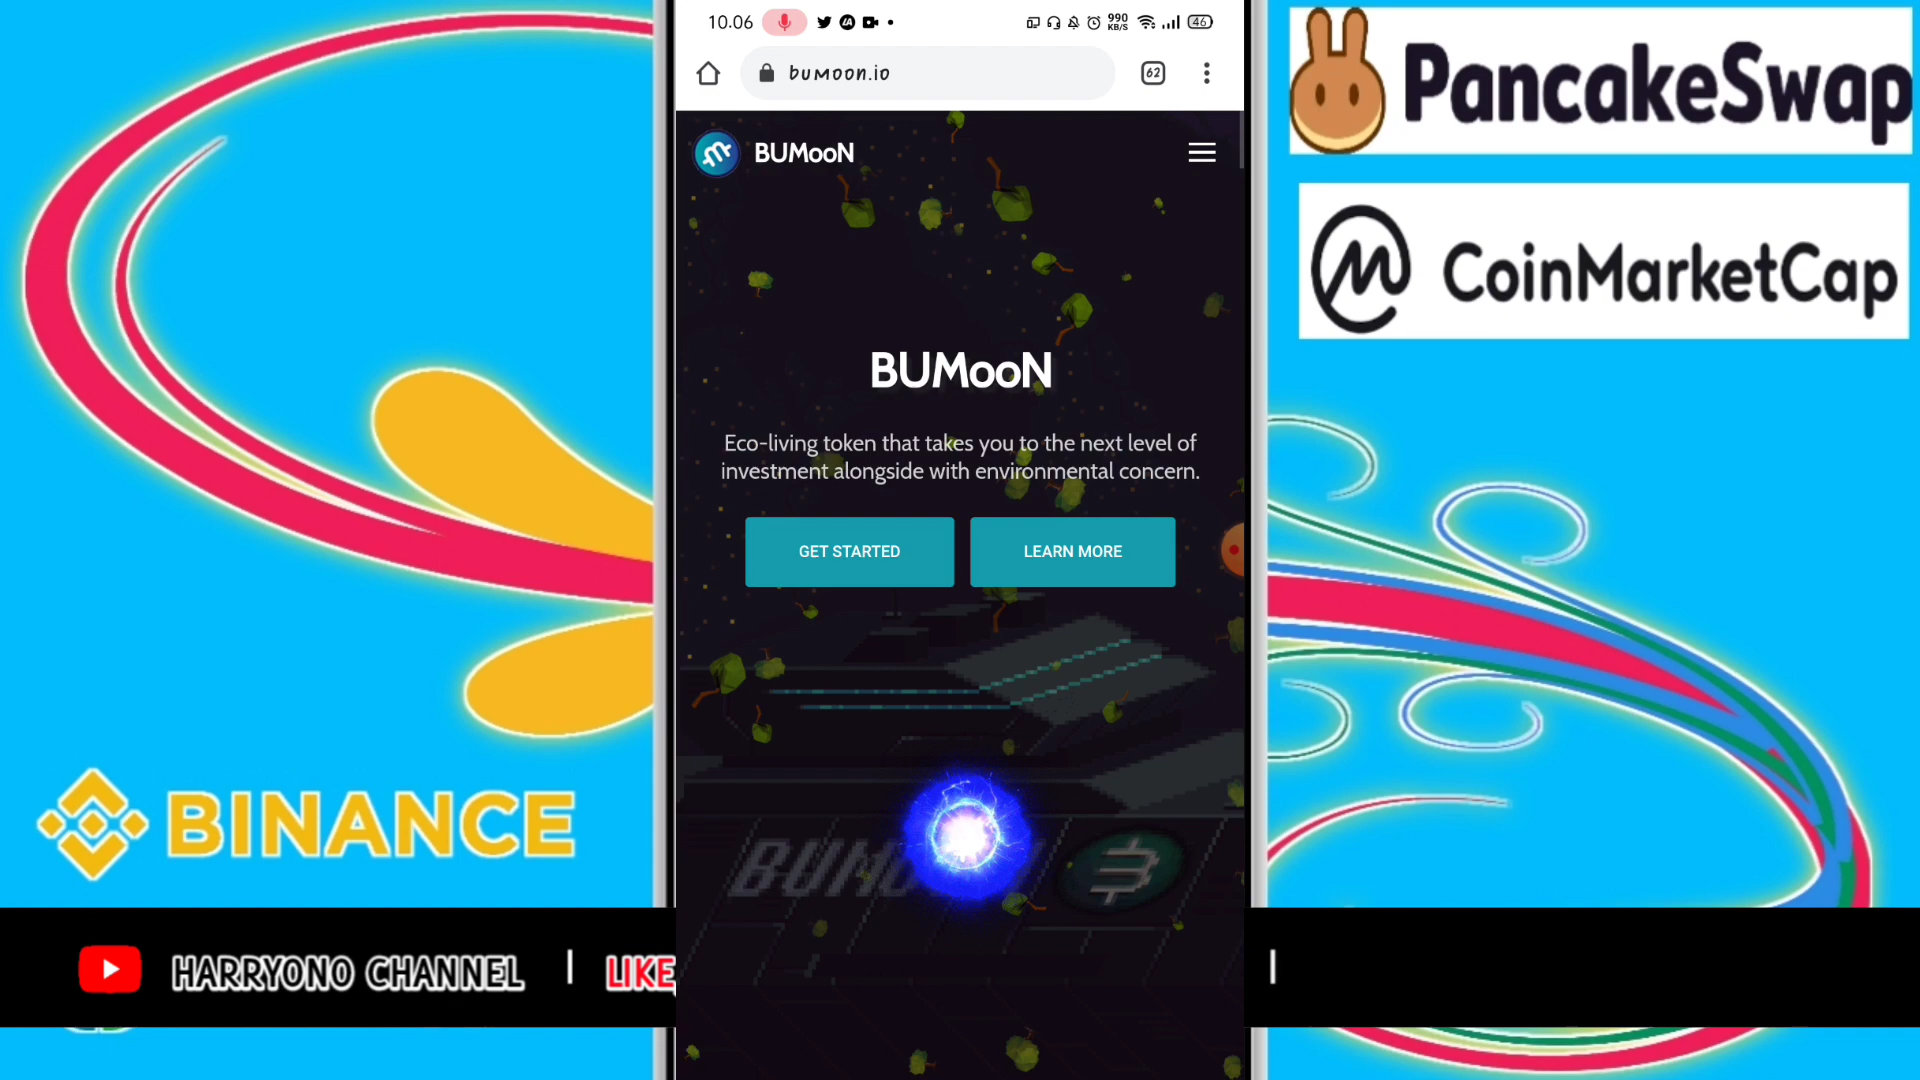 10.06
990
KB/S
46
bumoon.io
62
BUMooN
BUMooN
Eco-living token that takes you to the next level of
investment alongside with environmental concern.
GET STARTED
LEARN MORE
PancakeSwap
CoinMarketCap
BINANCE
HARRYONO CHANNEL | LIKE
|